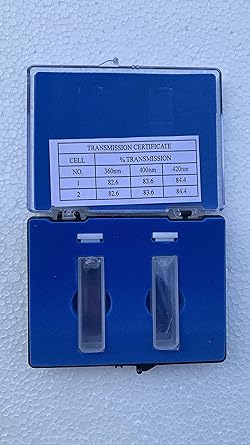 TRANSMISSION CERTIFICATE
CELL % TRANSMISSION
NO. 360nm 400nm 420nm
1 82.6 83.6 84.4
2 82.6 83.6 84.4